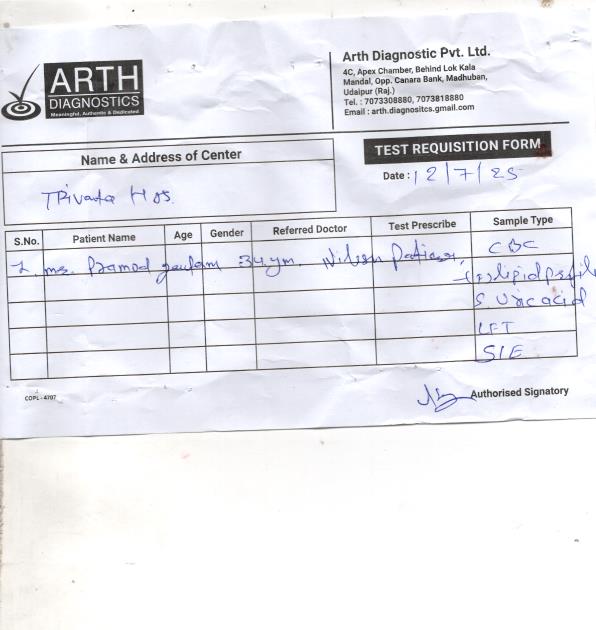 ARTH
DIAGNOSTICS
Meaningful, Authentic & Dedicated
Arth Diagnostic Pvt. Ltd.
4C, Apex Chamber, Behind Lok Kala
Mandal, Opp. Canara Bank, Madhuban,
Udaipur (Raj.)
Tel. : 7073308880, 7073818880
Email : arth.diagnositcs.gmail.com
Name & Address of Center
TEST REQUISITION FORM
Date : 12/7/25
Hos.
S.No. Patient Name Age Gender Referred Doctor Test Prescribe Sample Type
1. Pramod gautam 34 ym. CBC
lipid profile
S. Uric acid
LFT
S/E
COPL - 4707
Authorised Signatory